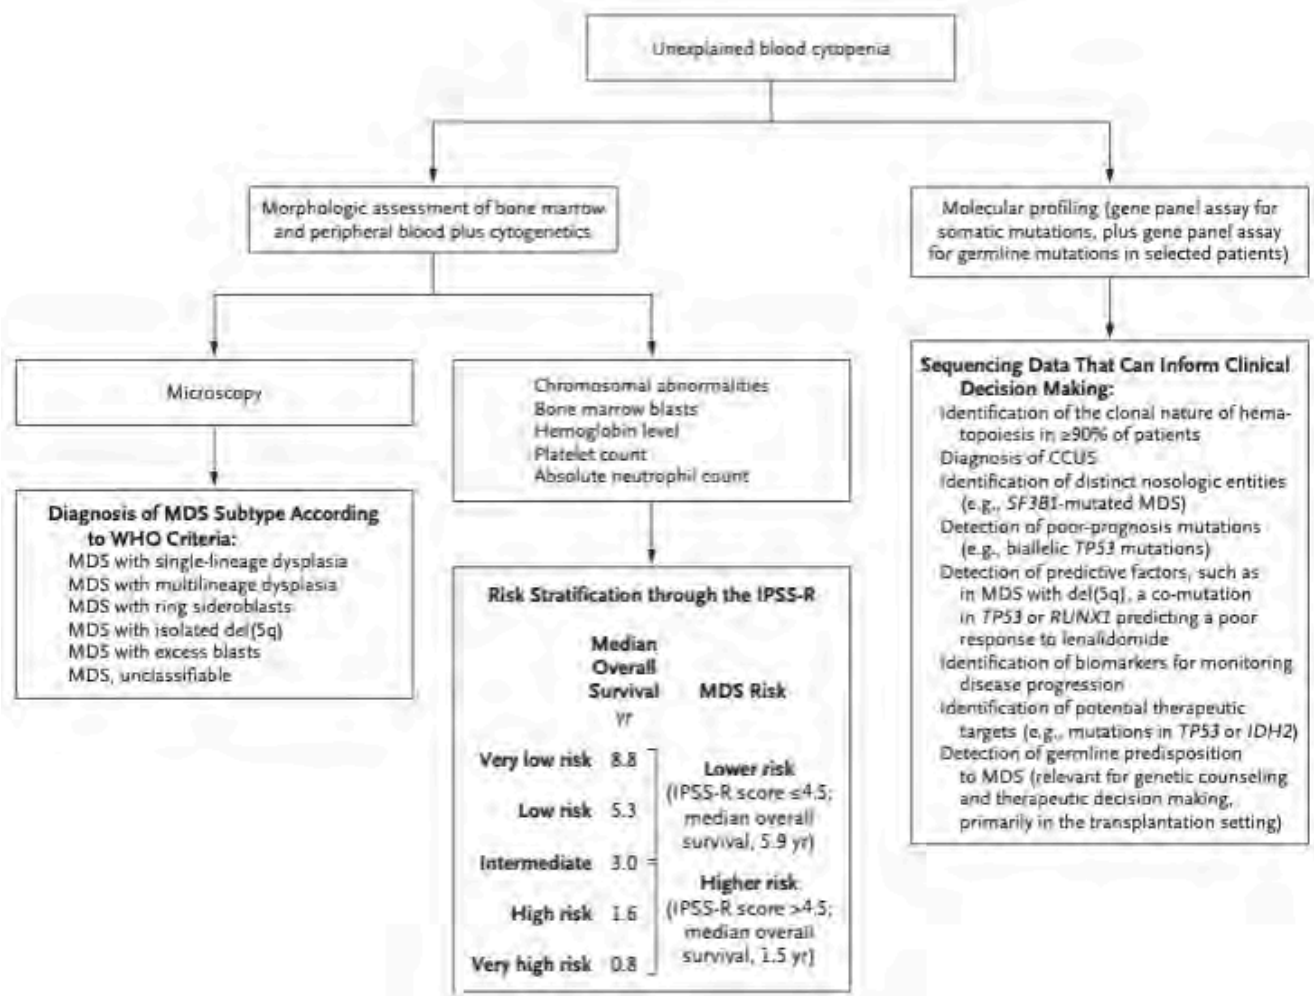 Unexplained blood cytopenia
Morphologic assessment of bone marrow
and peripheral blood plus cytogenetics
Molecular profiling (gene panel assay for
somatic mutations, plus gene panel assay
for germline mutations in selected patients)
Microscopy
Diagnosis of MDS Subtype According
to WHO Criteria:
MDS with single-lineage dysplasia
MDS with multilineage dysplasia
MDS with ring sideroblasts
MDS with isolated del(5q)
MDS with excess blasts
MDS, unclassifiable
Chromosomal abnormalities
Bone marrow blasts
Hemoglobin level
Platelet count
Absolute neutrophil count
Risk Stratification through the IPSS-R
Median
Overall
Survival
MDS Risk
yr
Very low risk 8.8
Low risk 5.3
Intermediate 3.0
High risk 1.6
Very high risk 0.8
Lower risk
(IPSS-R score ≤4.5;
median overall
survival, 5.9 yr)
Higher risk
(IPSS-R score >4.5;
median overall
survival, 1.5 yr)
Sequencing Data That Can Inform Clinical
Decision Making:
Identification of the clonal nature of hema-
topoiesis in ≥90% of patients
Diagnosis of CCUS
Identification of distinct nosologic entities
(e.g., SF3B1-mutated MDS)
Detection of poor-prognosis mutations
(e.g., biallelic TP53 mutations)
Detection of predictive factors, such as
in MDS with del(5q), a co-mutation
in TP53 or RUNX1 predicting a poor
response to lenalidomide
Identification of biomarkers for monitoring
disease progression
Identification of potential therapeutic
targets (e.g., mutations in TP53 or IDH2)
Detection of germline predisposition
to MDS (relevant for genetic counseling
and therapeutic decision making,
primarily in the transplantation setting)